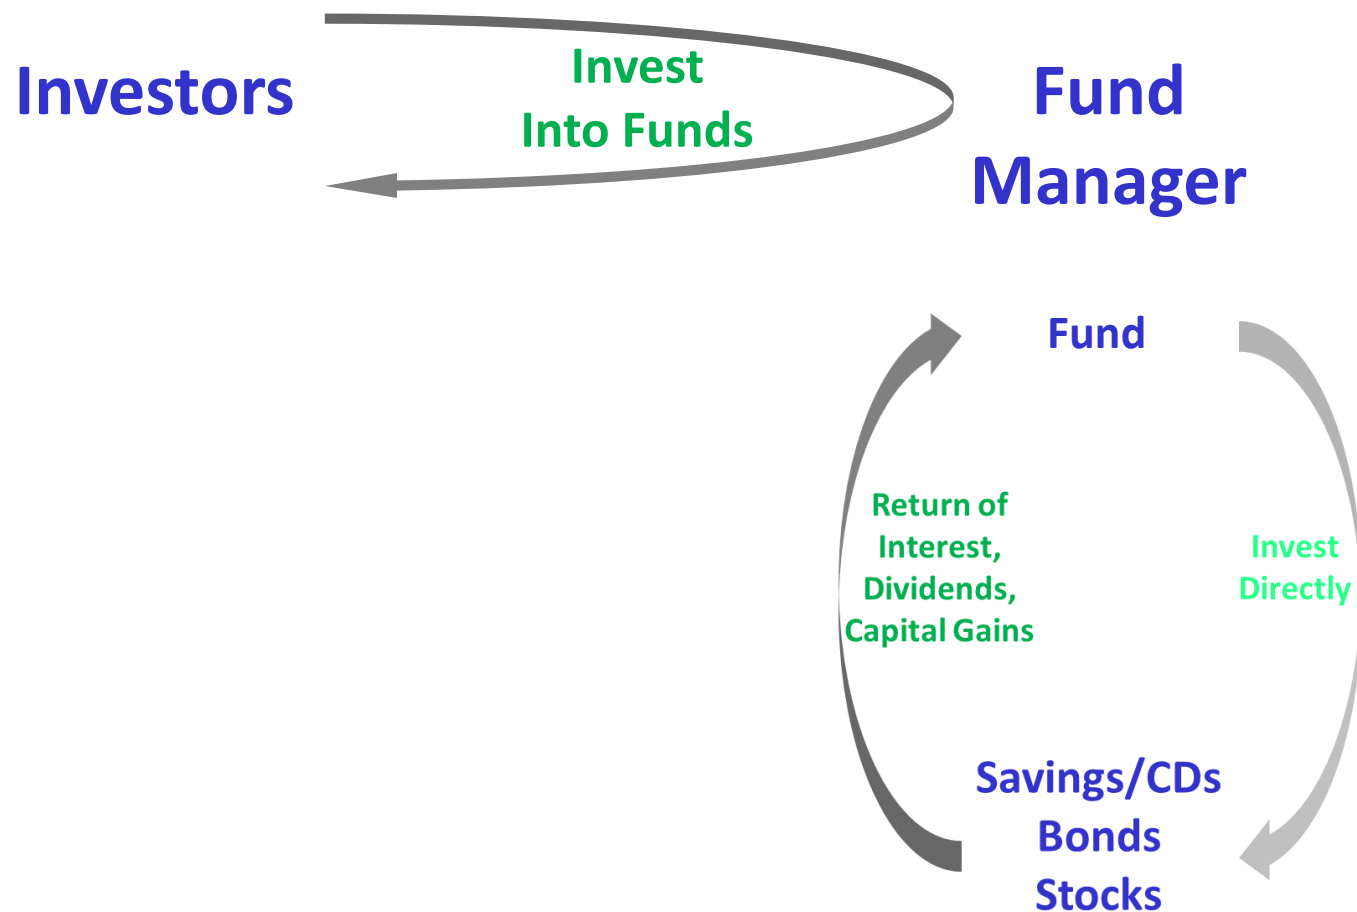 Investors
Invest
Into Funds
Fund
Manager
Fund
Return of
Interest,
Dividends,
Capital Gains
Invest
Directly
Savings/CDs
Bonds
Stocks